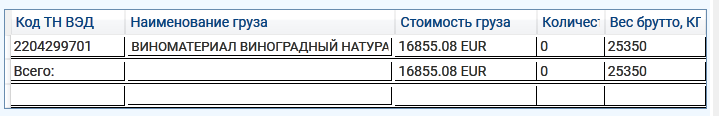 Код ТН ВЭД Наименование груза Стоимость груза Количест Вес брутто, КГ
2204299701 ВИНОМАТЕРИАЛ ВИНОГРАДНЫЙ НАТУРА 16855.08 EUR 0 25350
Всего: 16855.08 EUR 0 25350